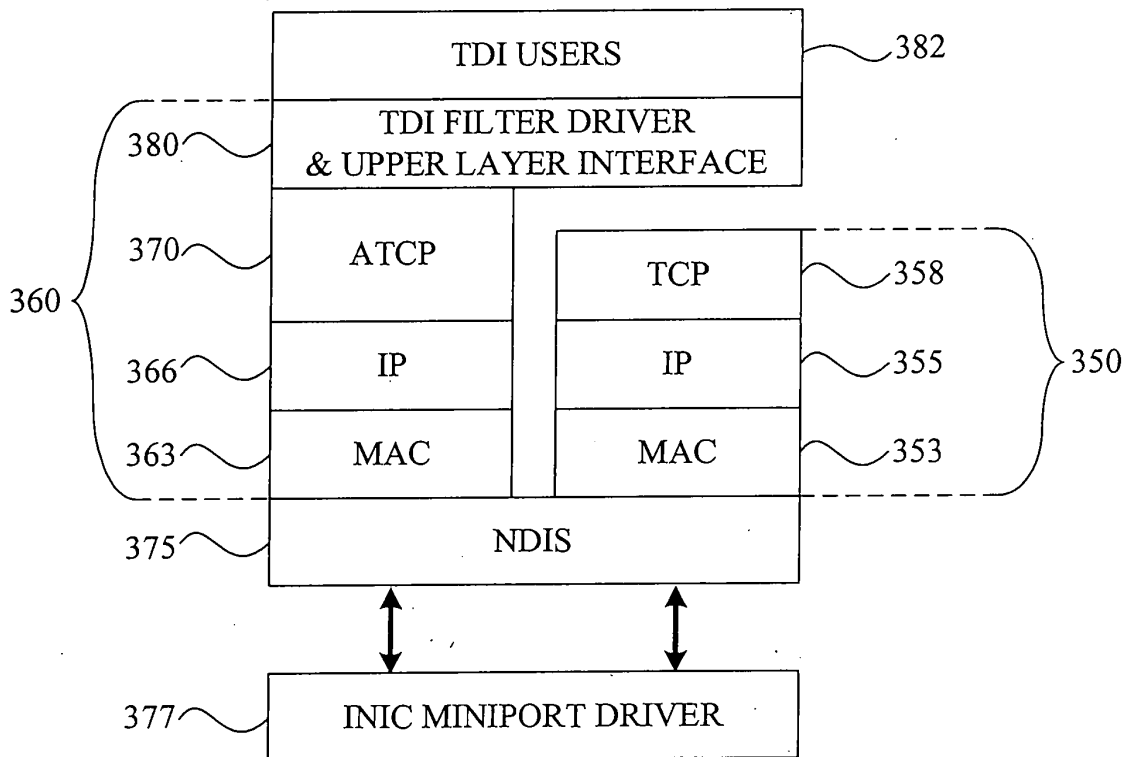 TDI USERS
382
TDI FILTER DRIVER
& UPPER LAYER INTERFACE
380
370
ATCP
TCP
358
360
366
IP
IP
355
350
363
MAC
MAC
353
375
NDIS
377
INIC MINIPORT DRIVER